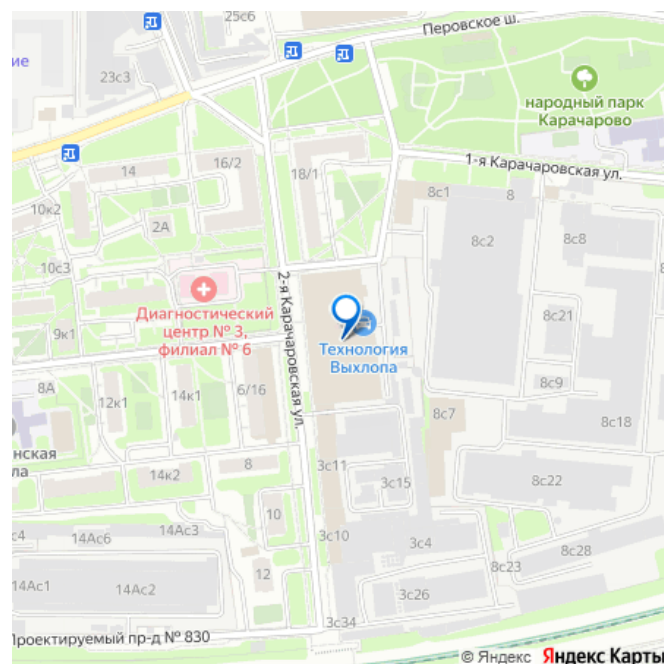 25с6
Перовское ш.
ие
23с3
народный парк
Карачарово
16/2
18/1
1-я Карачаровская ул.
14
8с1
8
10к2
2А
8с2
8с8
10с3
2-я Карачаровская ул.
Диагностический
центр № 3,
филиал № 6
8с21
9к1
Технология
Выхлопа
8с9
8А
12к1
14к1
6/16
8с7
8с18
нская
ла
14к2
8
3с11
3с15
8с22
10
14Ас3
с4
14Ас6
3с10
3с4
8с28
8с23
12
14Ас1
14Ас2
3с26
3с34
Проектируемый пр-д № 830
© Яндекс Яндекс Карты